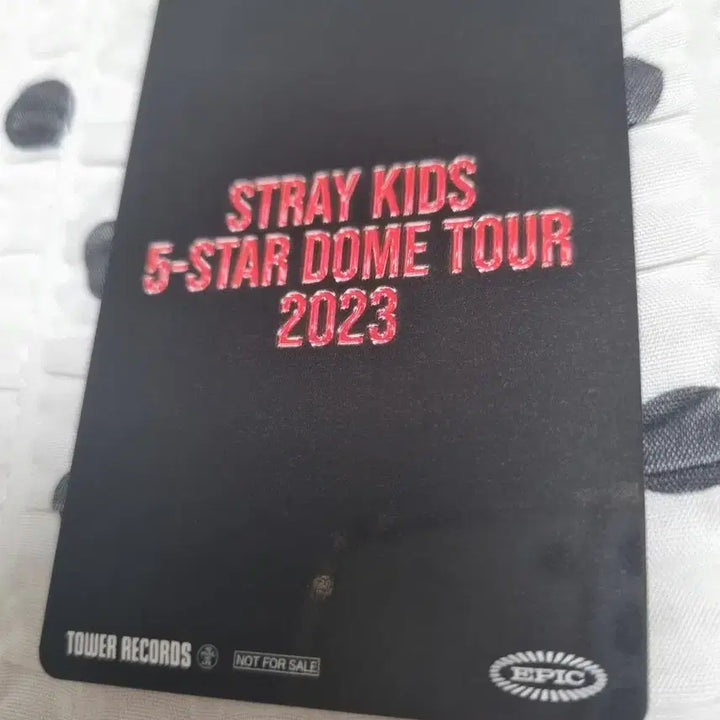 STRAY KIDS
5-STAR DOME TOUR
2023
TOWER RECORDS
NOT FOR SALE
EPIC